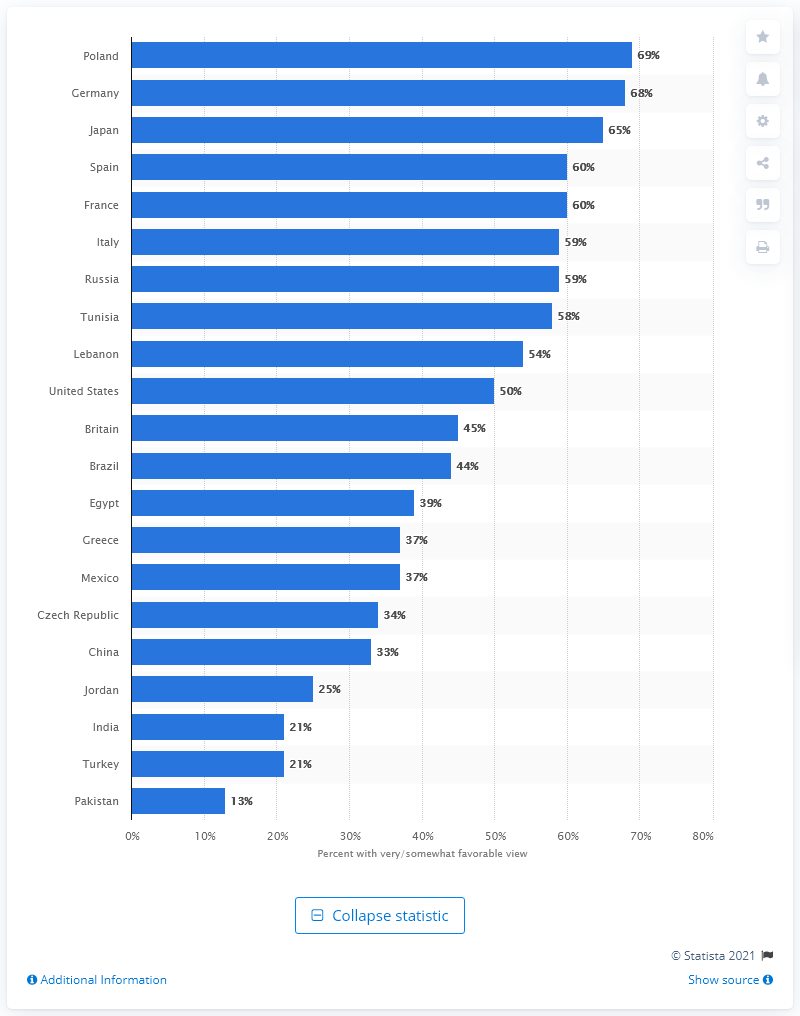 Poland 69%
Germany 68%
Japan 65%
Spain 60%
France 60%
Italy 59%
Russia 59%
Tunisia 58%
Lebanon 54%
United States 50%
Britain 45%
Brazil 44%
Egypt 39%
Greece 37%
Mexico 37%
Czech Republic 34%
China 33%
Jordan 25%
India 21%
Turkey 21%
Pakistan 13%
0% 10% 20% 30% 40% 50% 60% 70% 80%
Percent with very/somewhat favorable view
Collapse statistic
© Statista 2021
Additional Information Show source